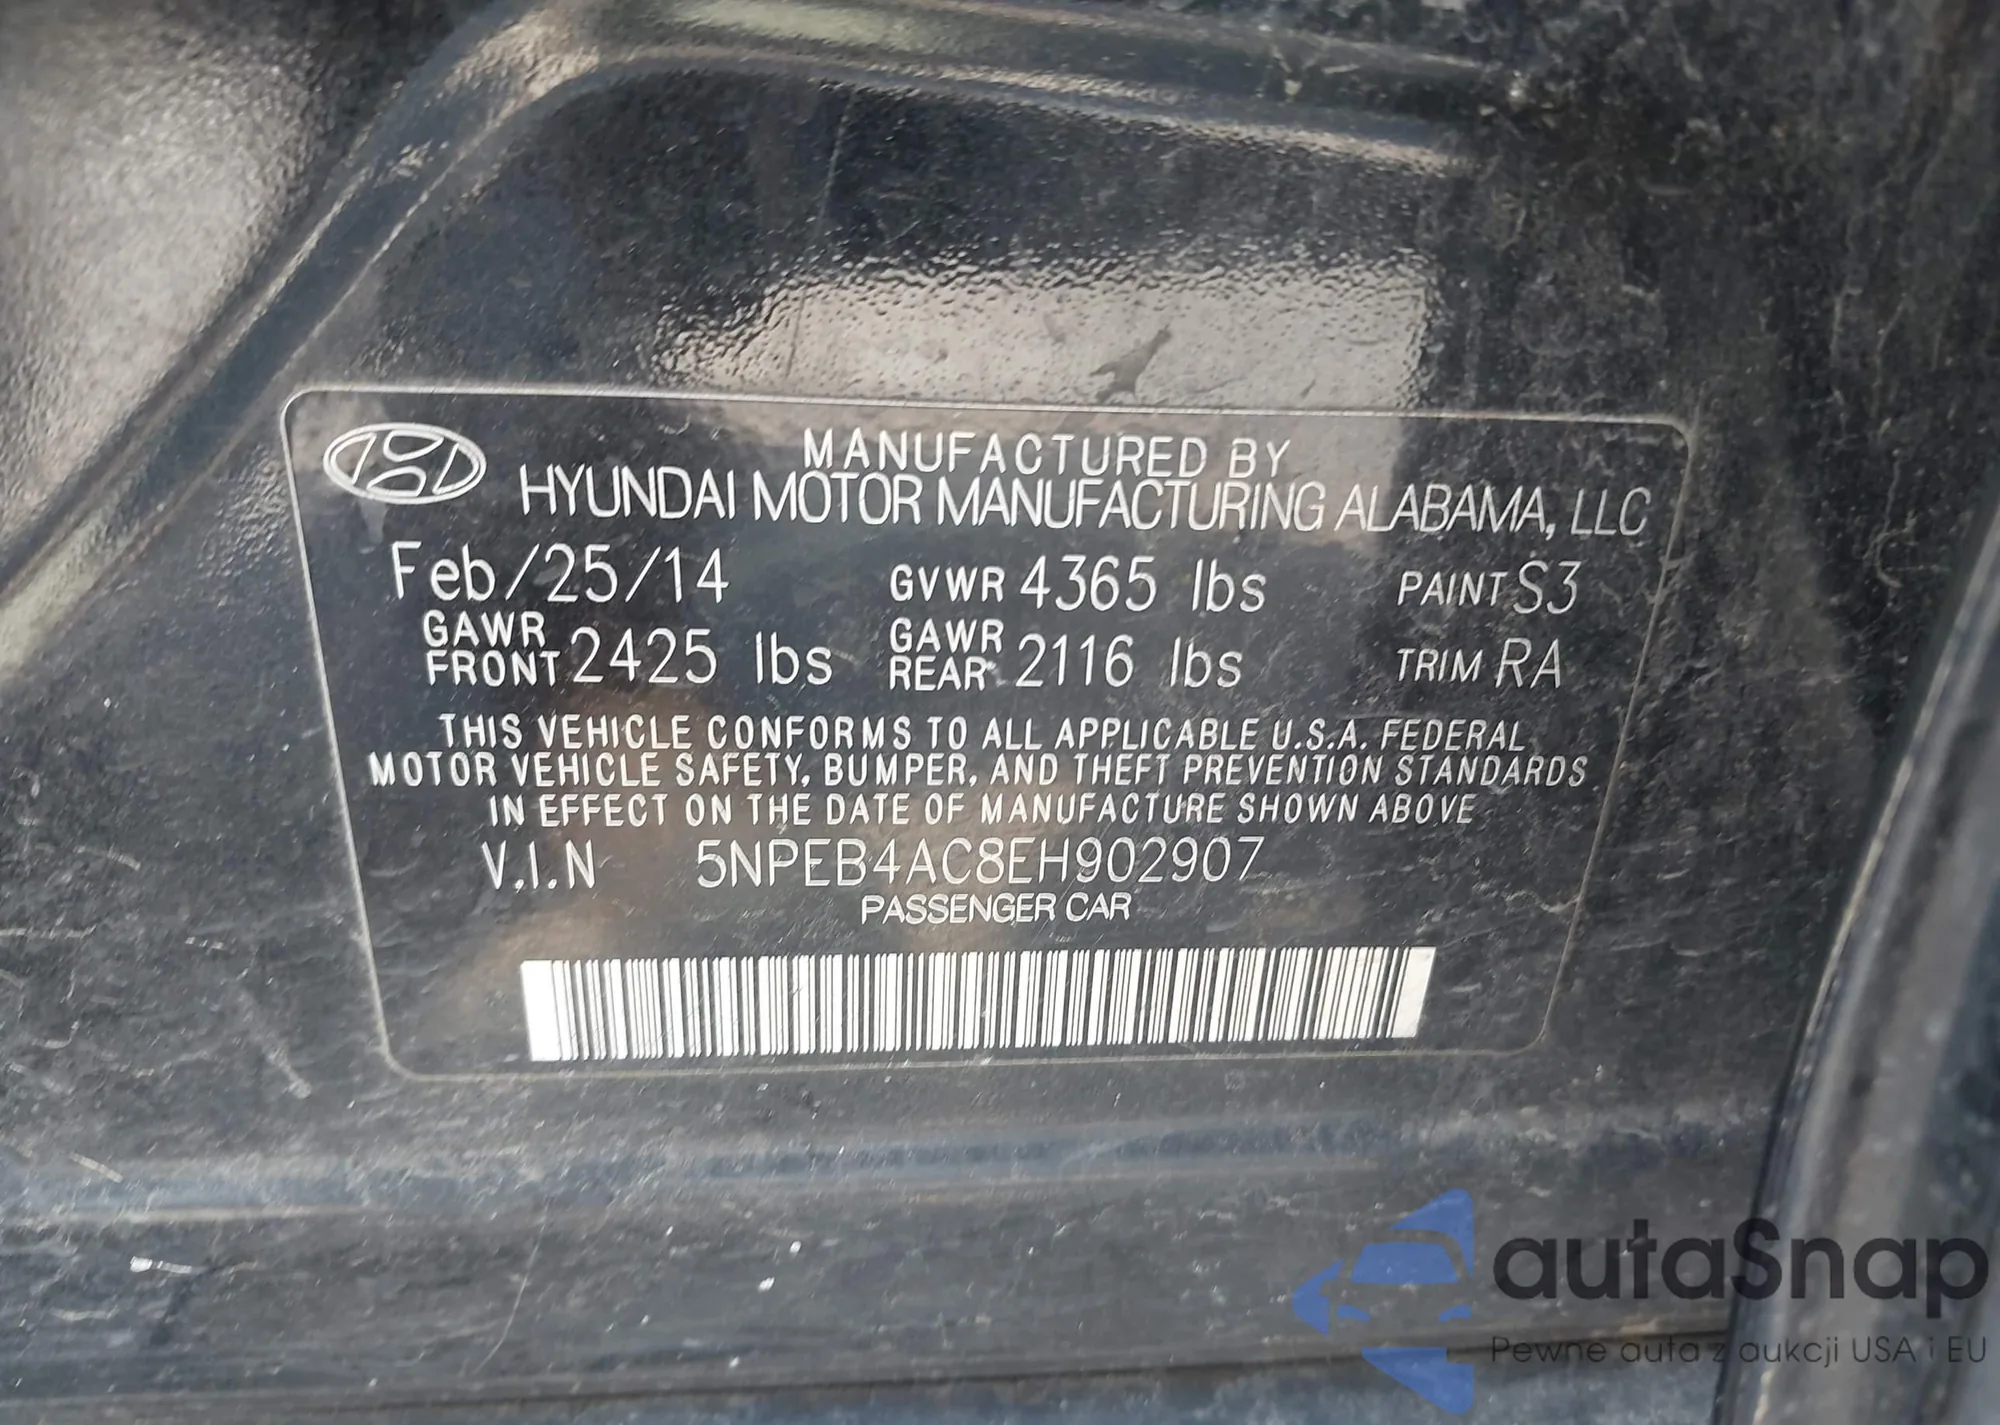 MANUFACTURED BY
HYUNDAI MOTOR MANUFACTURING ALABAMA, LLC
Feb/25/14 GVWR 4365 lbs PAINT S3
GAWR FRONT 2425 lbs GAWR REAR 2116 lbs TRIM RA
THIS VEHICLE CONFORMS TO ALL APPLICABLE U.S.A. FEDERAL
MOTOR VEHICLE SAFETY, BUMPER, AND THEFT PREVENTION STANDARDS
IN EFFECT ON THE DATE OF MANUFACTURE SHOWN ABOVE
V.I.N 5NPEB4AC8EH902907
PASSENGER CAR
autaSnap
Pewne auta z aukcji USA i EU